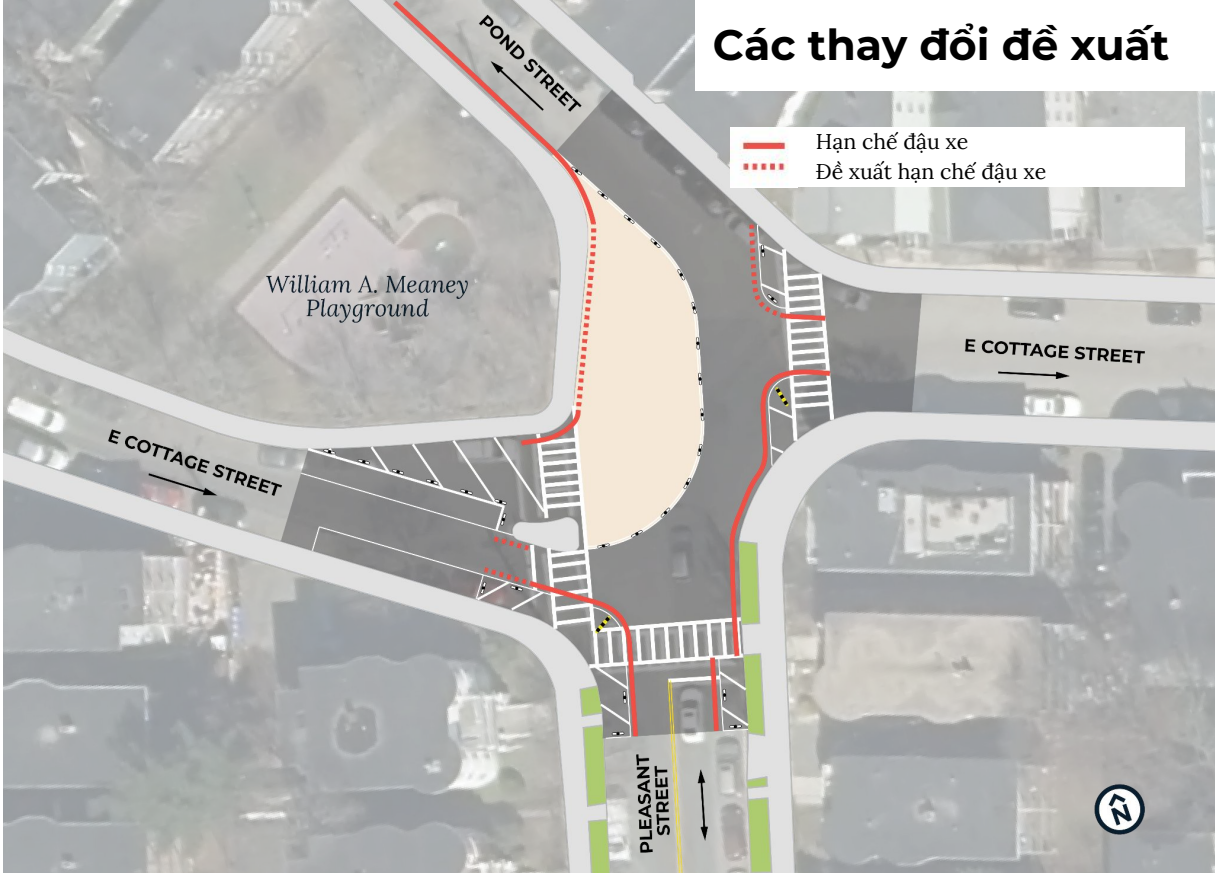 Các thay đổi đề xuất
Hạn chế đậu xe
Đề xuất hạn chế đậu xe
POND STREET
William A. Meaney
Playground
E COTTAGE STREET
E COTTAGE STREET
PLEASANT
STREET
N